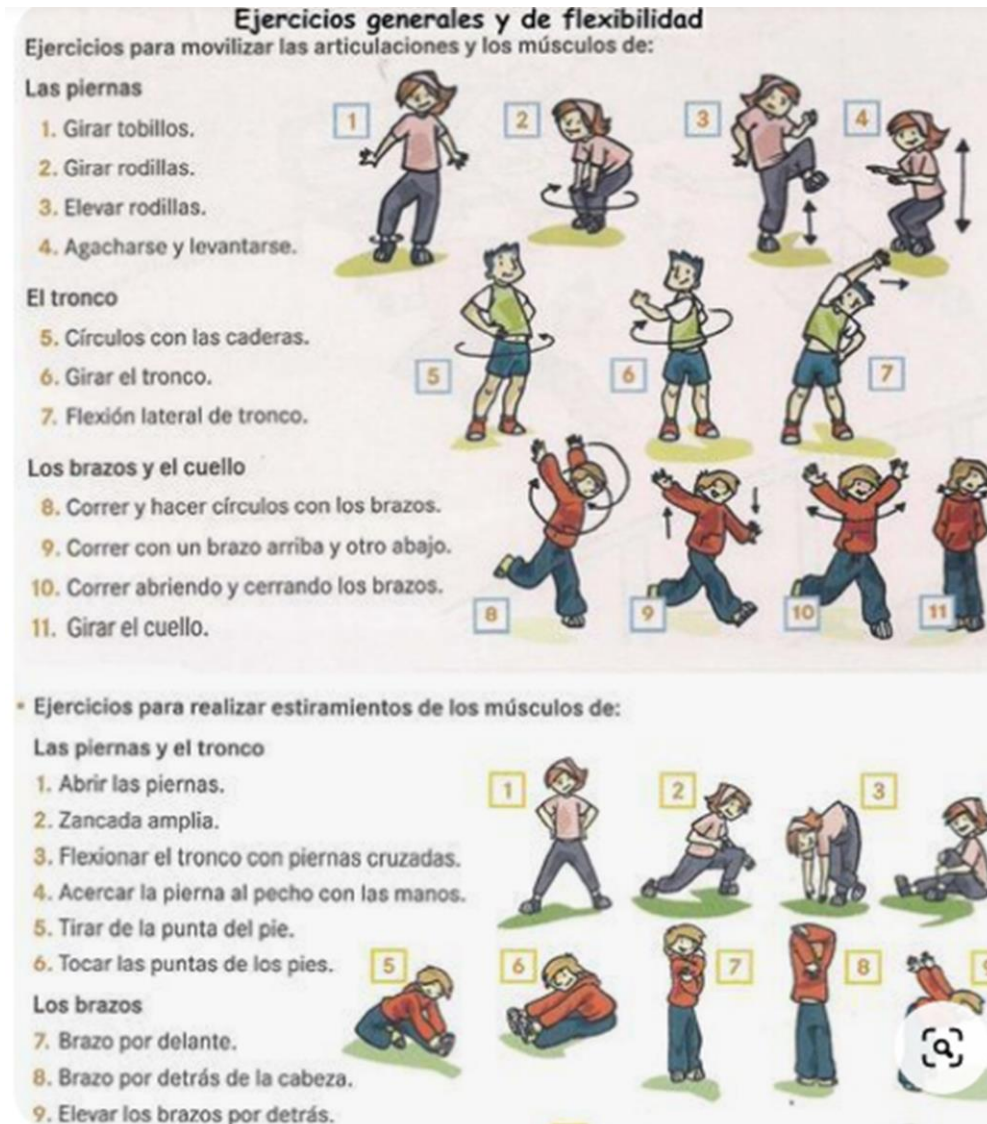 Ejercicios generales y de flexibilidad
Ejercicios para movilizar las articulaciones y los músculos de:
Las piernas
1. Girar tobillos.
2. Girar rodillas.
3. Elevar rodillas.
4. Agacharse y levantarse.
1
2
3
4
El tronco
5. Círculos con las caderas.
6. Girar el tronco.
7. Flexión lateral de tronco.
5
6
7
Los brazos y el cuello
8. Correr y hacer círculos con los brazos.
9. Correr con un brazo arriba y otro abajo.
10. Correr abriendo y cerrando los brazos.
11. Girar el cuello.
8
9
10
11
• Ejercicios para realizar estiramientos de los músculos de:
Las piernas y el tronco
1. Abrir las piernas.
2. Zancada amplia.
3. Flexionar el tronco con piernas cruzadas.
4. Acercar la pierna al pecho con las manos.
5. Tirar de la punta del pie.
6. Tocar las puntas de los pies.
1
2
3
5
6
7
8
Los brazos
7. Brazo por delante.
8. Brazo por detrás de la cabeza.
9. Elevar los brazos por detrás.